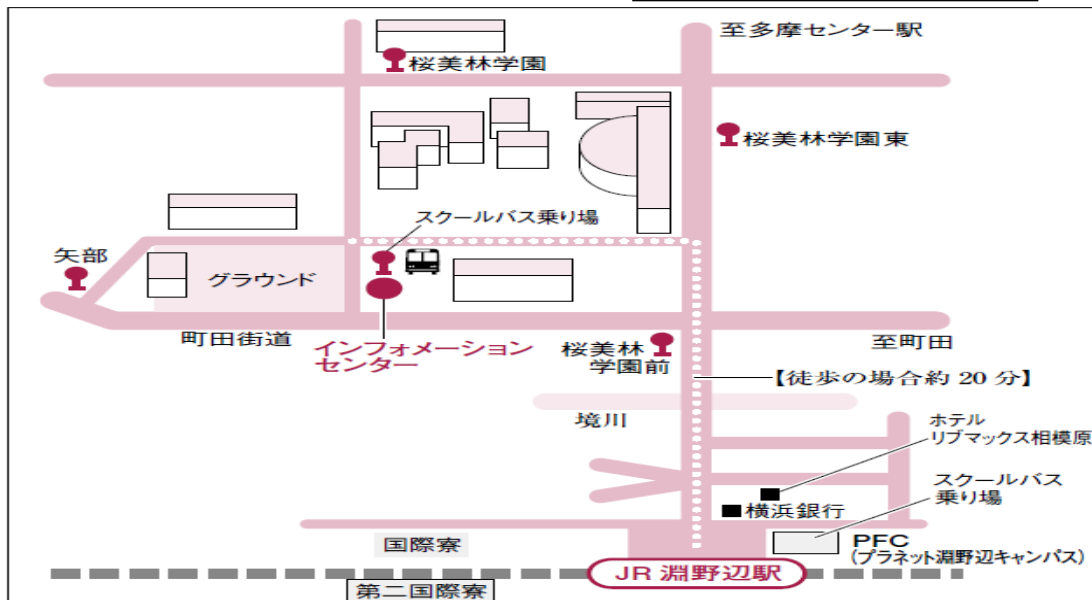 至多摩センター駅
桜美林学園
桜美林学園東
スクールバス乗り場
矢部
グラウンド
町田街道
インフォメーション
センター
桜美林
学園前
至町田
【徒歩の場合約 20 分】
境川
ホテル
リブマックス相模原
スクールバス
乗り場
横浜銀行
国際寮
PFC
(プラネット淵野辺キャンパス)
JR 淵野辺駅
第二国際寮